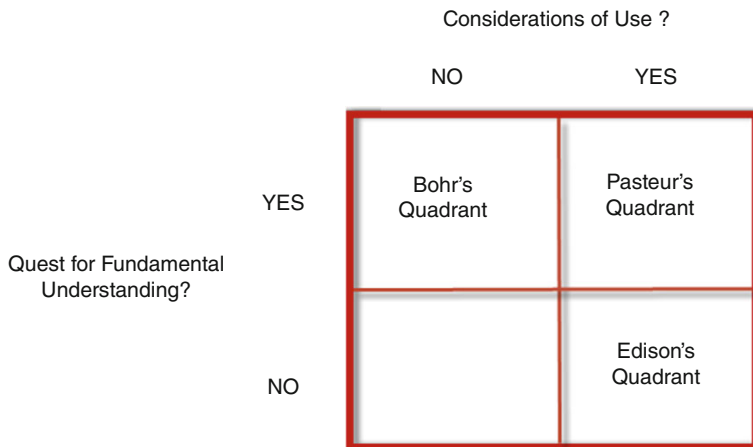 Considerations of Use ?
NO YES
YES
Bohr's
Quadrant
Pasteur's
Quadrant
Quest for Fundamental
Understanding?
NO
Edison's
Quadrant